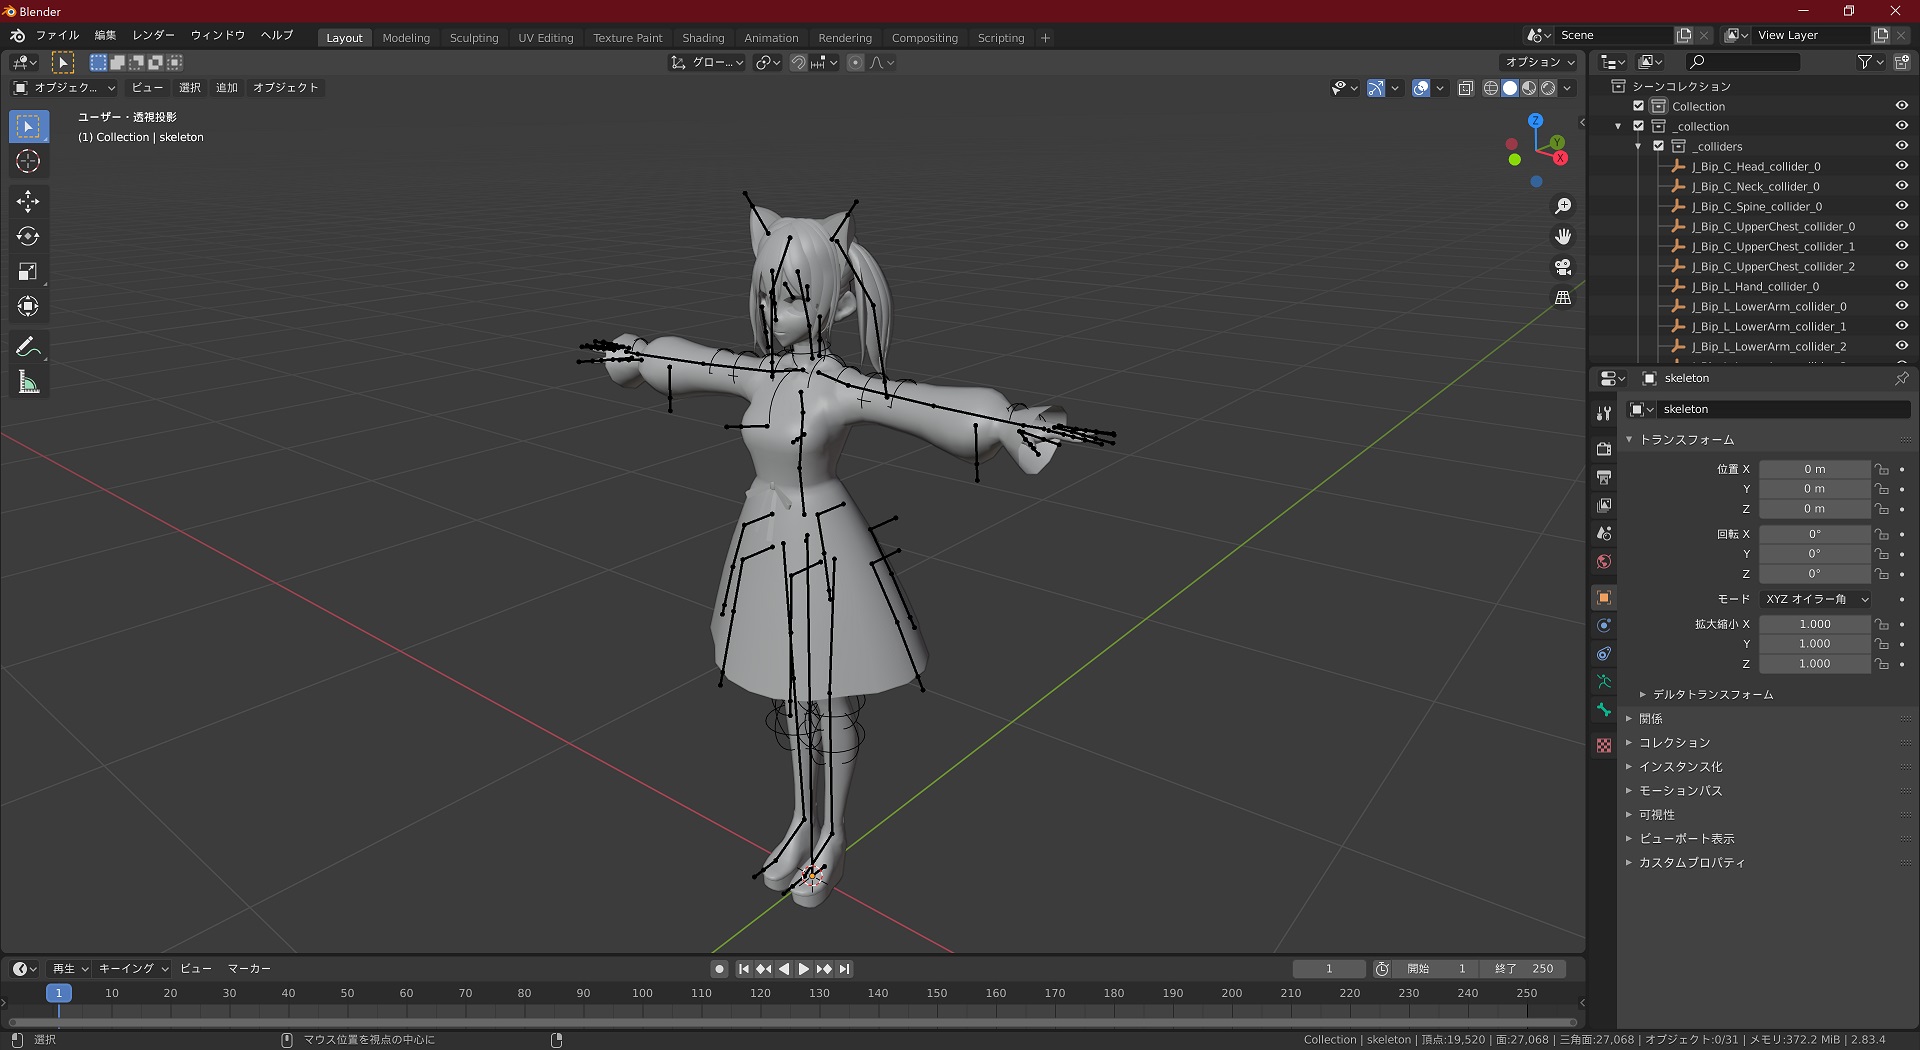 Blender
ファイル 編集 レンダー ウィンドウ ヘルプ Layout Modeling Sculpting UV Editing Texture Paint Shading Animation Rendering Compositing Scripting + Scene View Layer
グロー... オプション
オブジェク... ビュー 選択 追加 オブジェクト
ユーザー・透視投影
(1) Collection | skeleton
Z
Y
X
シーンコレクション
Collection
_collection
_colliders
J_Bip_C_Head_collider_0
J_Bip_C_Neck_collider_0
J_Bip_C_Spine_collider_0
J_Bip_C_UpperChest_collider_0
J_Bip_C_UpperChest_collider_1
J_Bip_C_UpperChest_collider_2
J_Bip_L_Hand_collider_0
J_Bip_L_LowerArm_collider_0
J_Bip_L_LowerArm_collider_1
J_Bip_L_LowerArm_collider_2
skeleton
skeleton
トランスフォーム
位置 X 0 m
Y 0 m
Z 0 m
回転 X 0°
Y 0°
Z 0°
モード XYZ オイラー角
拡大縮小 X 1.000
Y 1.000
Z 1.000
デルタトランスフォーム
関係
コレクション
インスタンス化
モーションパス
可視性
ビューポート表示
カスタムプロパティ
再生 キーイング ビュー マーカー 1 開始 1 終了 250
1 10 20 30 40 50 60 70 80 90 100 110 120 130 140 150 160 170 180 190 200 210 220 230 240 250
選択 マウス位置を視点の中心に Collection | skeleton | 頂点:19,520 | 面:27,068 | 三角面:27,068 | オブジェクト:0/31 | メモリ:372.2 MiB | 2.83.4